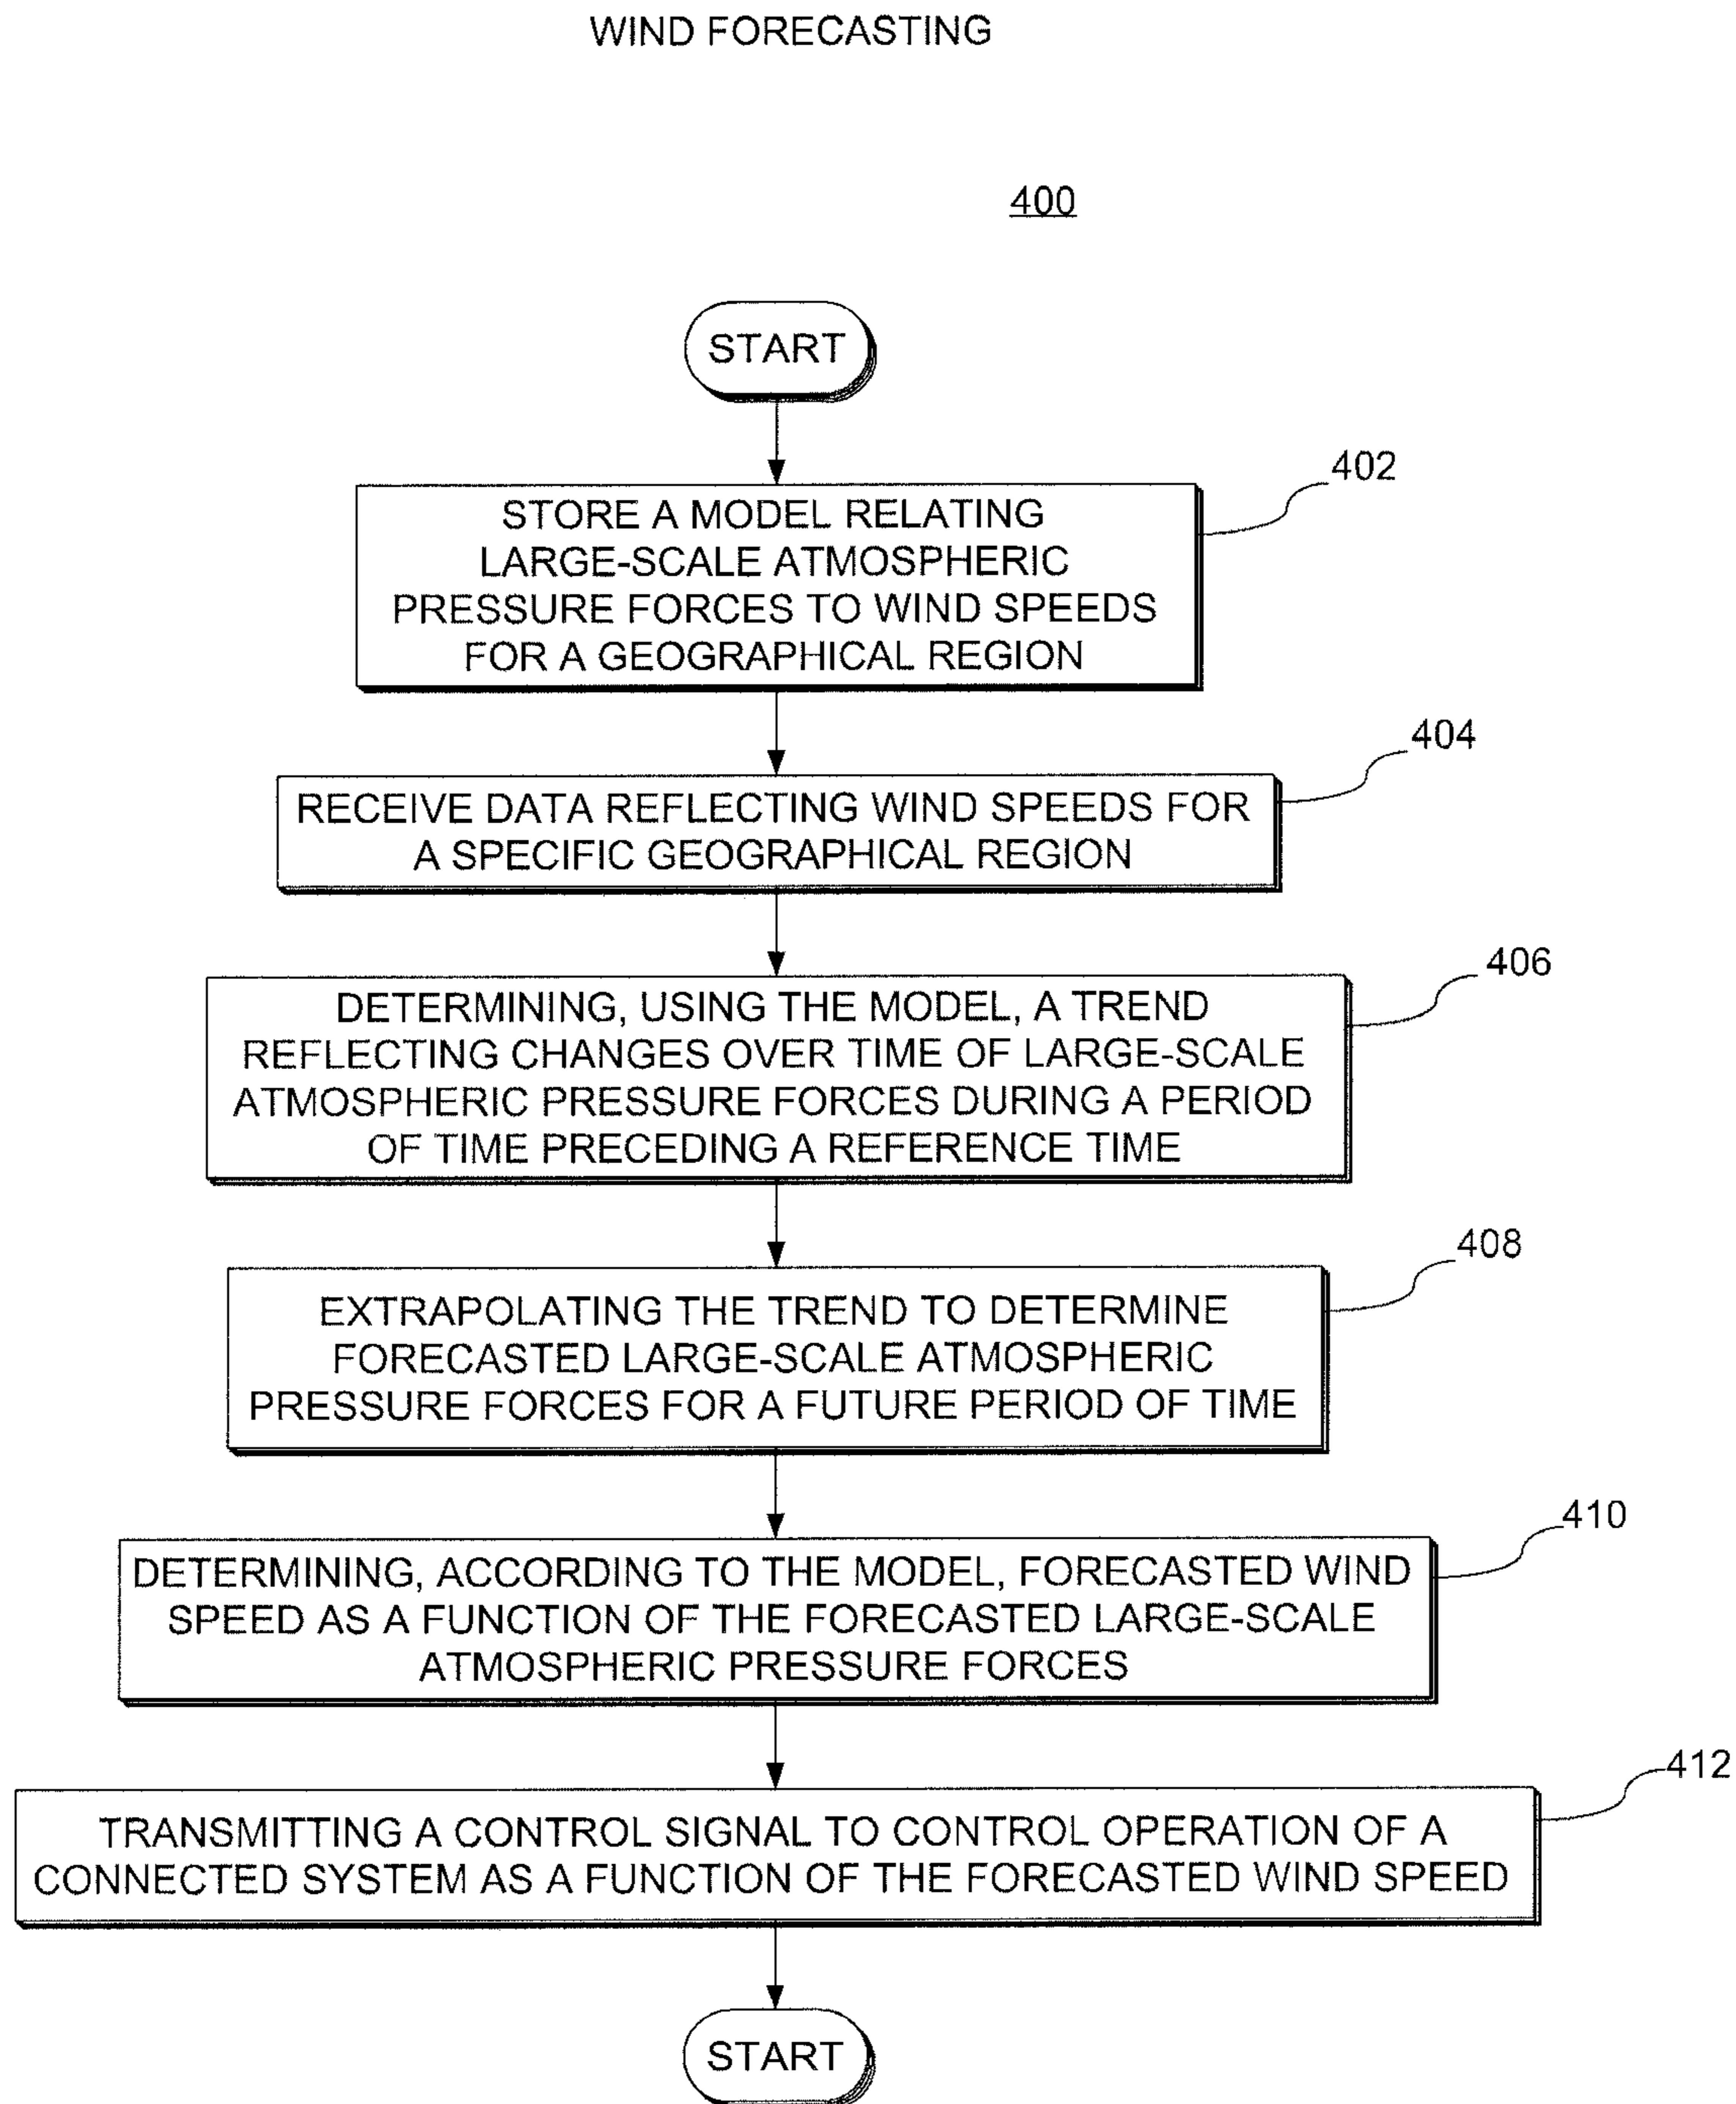 WIND FORECASTING
400
START
402
STORE A MODEL RELATING
LARGE-SCALE ATMOSPHERIC
PRESSURE FORCES TO WIND SPEEDS
FOR A GEOGRAPHICAL REGION
404
RECEIVE DATA REFLECTING WIND SPEEDS FOR
A SPECIFIC GEOGRAPHICAL REGION
406
DETERMINING, USING THE MODEL, A TREND
REFLECTING CHANGES OVER TIME OF LARGE-SCALE
ATMOSPHERIC PRESSURE FORCES DURING A PERIOD
OF TIME PRECEDING A REFERENCE TIME
408
EXTRAPOLATING THE TREND TO DETERMINE
FORECASTED LARGE-SCALE ATMOSPHERIC
PRESSURE FORCES FOR A FUTURE PERIOD OF TIME
410
DETERMINING, ACCORDING TO THE MODEL, FORECASTED WIND
SPEED AS A FUNCTION OF THE FORECASTED LARGE-SCALE
ATMOSPHERIC PRESSURE FORCES
412
TRANSMITTING A CONTROL SIGNAL TO CONTROL OPERATION OF A
CONNECTED SYSTEM AS A FUNCTION OF THE FORECASTED WIND SPEED
START